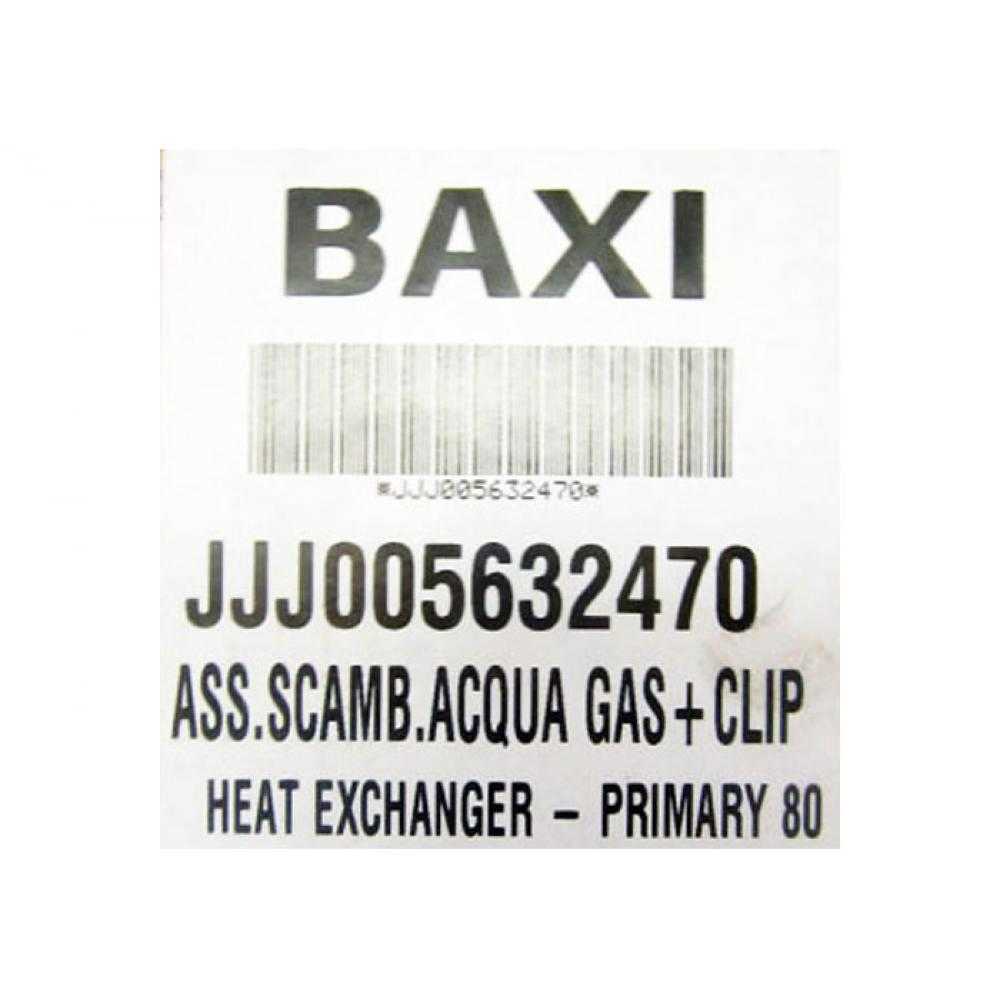 BAXI
*JJJ005632470*
JJJ005632470
ASS.SCAMB.ACQUA GAS+CLIP
HEAT EXCHANGER – PRIMARY 80